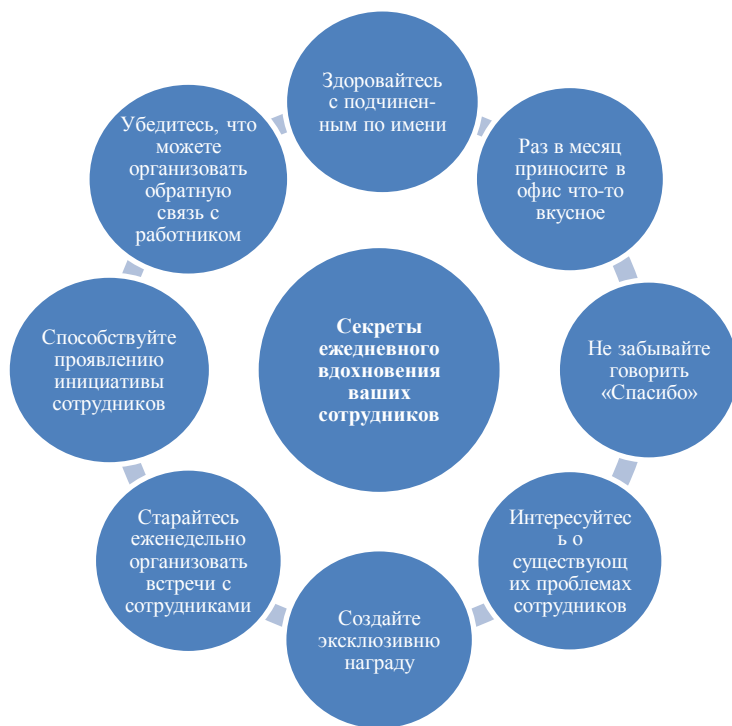 Здоровайтесь
с подчинен-
ным по имени
Раз в месяц
приносите в
офис что-то
вкусное
Не забывайте
говорить
«Спасибо»
Интересуйтес
ь о
существующ
их проблемах
сотрудников
Создайте
эксклюзивню
награду
Старайтесь
еженедельно
организовать
встречи с
сотрудниками
Способствуйте
проявлению
инициативы
сотрудников
Убедитесь, что
можете
организовать
обратную
связь с
работником
Секреты
ежедневного
вдохновения
ваших
сотрудников